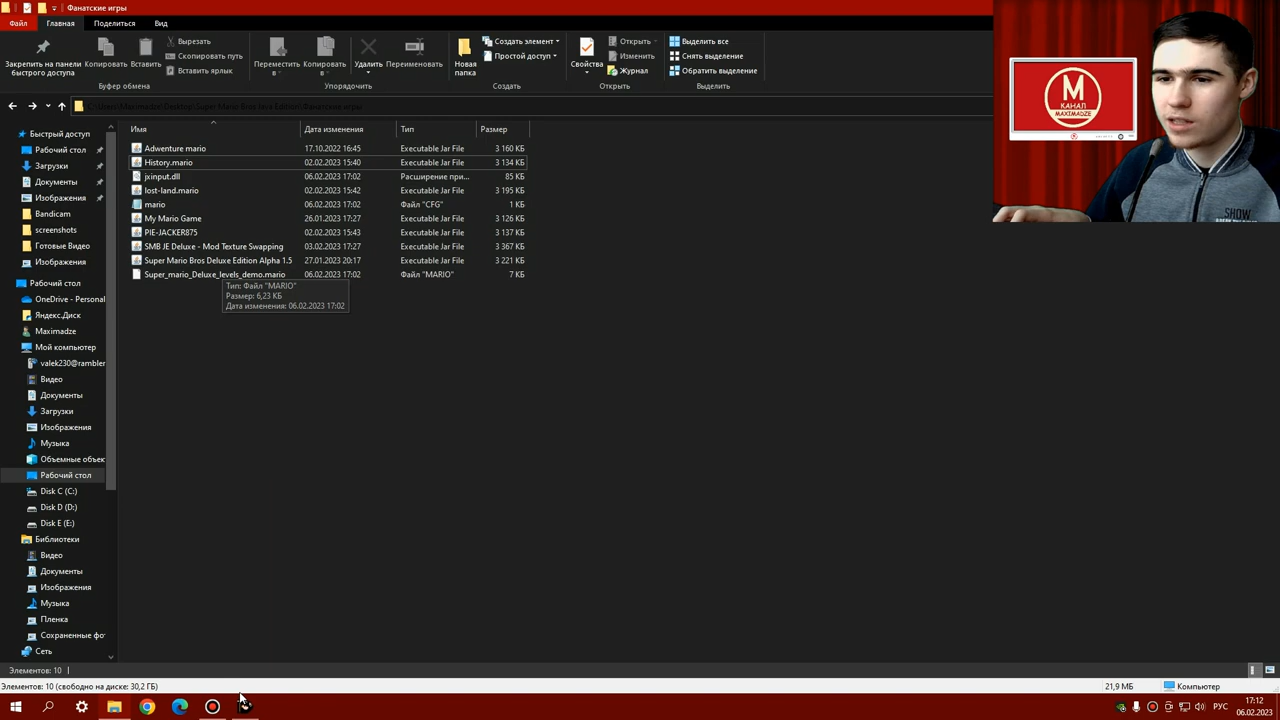 Фанатские игры
Файл
Главная
Поделиться
Вид
Закрепить на панели
быстрого доступа
Копировать
Вставить
Вырезать
Скопировать путь
Вставить ярлык
Буфер обмена
Переместить
в
Копировать
в
Удалить
Переименовать
Упорядочить
Новая
папка
Создать элемент
Простой доступ
Создать
Свойства
Открыть
Изменить
Журнал
Открыть
Выделить все
Снять выделение
Обратить выделение
Выделить
C:\Users\Maximadze\Desktop\Super Mario Bros Java Edition\Фанатские игры
М
КАНАЛ
MAXIMADZE
SHOW
Имя
Дата изменения
Тип
Размер
Adwenture mario 17.10.2022 16:45 Executable Jar File 3 160 КБ
History.mario 02.02.2023 15:40 Executable Jar File 3 134 КБ
jxinput.dll 06.02.2023 17:02 Расширение при... 85 КБ
lost-land.mario 02.02.2023 15:42 Executable Jar File 3 195 КБ
mario 06.02.2023 17:02 Файл "CFG" 1 КБ
My Mario Game 26.01.2023 17:27 Executable Jar File 3 126 КБ
PIE-JACKER875 02.02.2023 15:43 Executable Jar File 3 137 КБ
SMB JE Deluxe - Mod Texture Swapping 03.02.2023 17:27 Executable Jar File 3 367 КБ
Super Mario Bros Deluxe Edition Alpha 1.5 27.01.2023 20:17 Executable Jar File 3 221 КБ
Super_mario_Deluxe_levels_demo.mario 06.02.2023 17:02 Файл "MARIO" 7 КБ
Тип: Файл "MARIO"
Размер: 6,23 КБ
Дата изменения: 06.02.2023 17:02
Быстрый доступ
Рабочий стол
Загрузки
Документы
Изображения
Bandicam
screenshots
Готовые Видео
Изображения
Рабочий стол
OneDrive - Personal
Яндекс.Диск
Maximadze
Мой компьютер
valek230@rambler
Видео
Документы
Загрузки
Изображения
Музыка
Объемные объек
Рабочий стол
Disk C (C:)
Disk D (D:)
Disk E (E:)
Библиотеки
Видео
Документы
Изображения
Музыка
Пленка
Сохраненные фо
Сеть
Элементов: 10
Элементов: 10 (свободно на диске: 30,2 ГБ)
21,9 МБ
Компьютер
РУС
17:12
06.02.2023